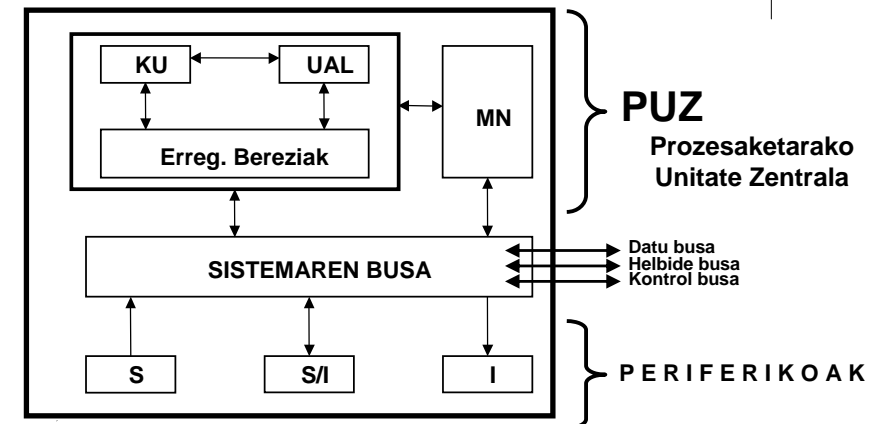 KU
UAL
MN
Erreg. Bereziak
PUZ
Prozesaketarako
Unitate Zentrala
SISTEMAREN BUSA
Datu busa
Helbide busa
Kontrol busa
S
S/I
I
PERIFERIKOAK